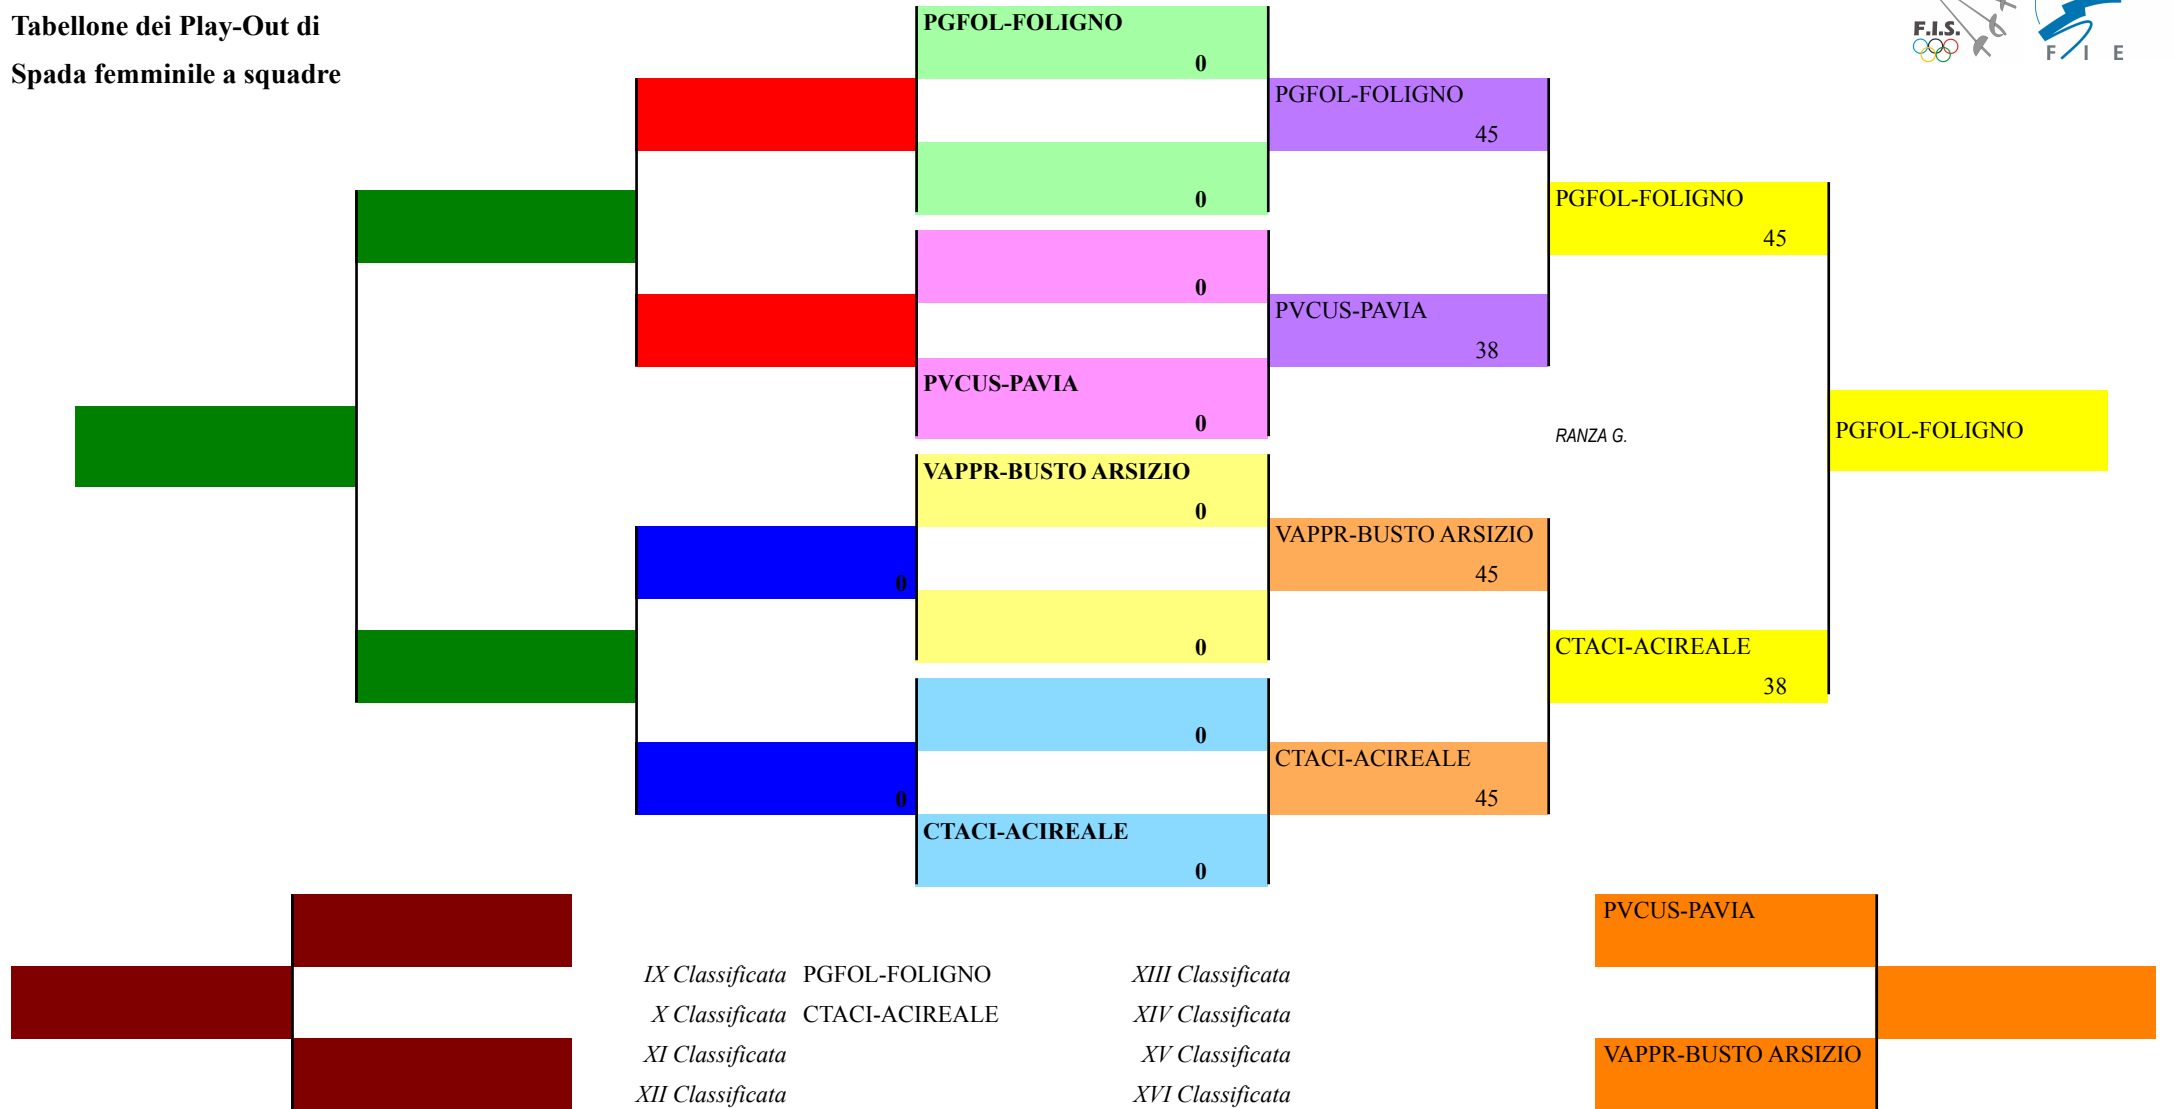 Tabellone dei Play-Out di
Spada femminile a squadre
F.I.S.
F I E
PGFOL-FOLIGNO
0
0
0
PVCUS-PAVIA
0
VAPPR-BUSTO ARSIZIO
0
0
0
CTACI-ACIREALE
0
0
0
PGFOL-FOLIGNO
45
PVCUS-PAVIA
38
VAPPR-BUSTO ARSIZIO
45
CTACI-ACIREALE
45
PGFOL-FOLIGNO
45
RANZA G.
CTACI-ACIREALE
38
PGFOL-FOLIGNO
IX Classificata PGFOL-FOLIGNO
X Classificata CTACI-ACIREALE
XI Classificata
XII Classificata
XIII Classificata
XIV Classificata
XV Classificata
XVI Classificata
PVCUS-PAVIA
VAPPR-BUSTO ARSIZIO